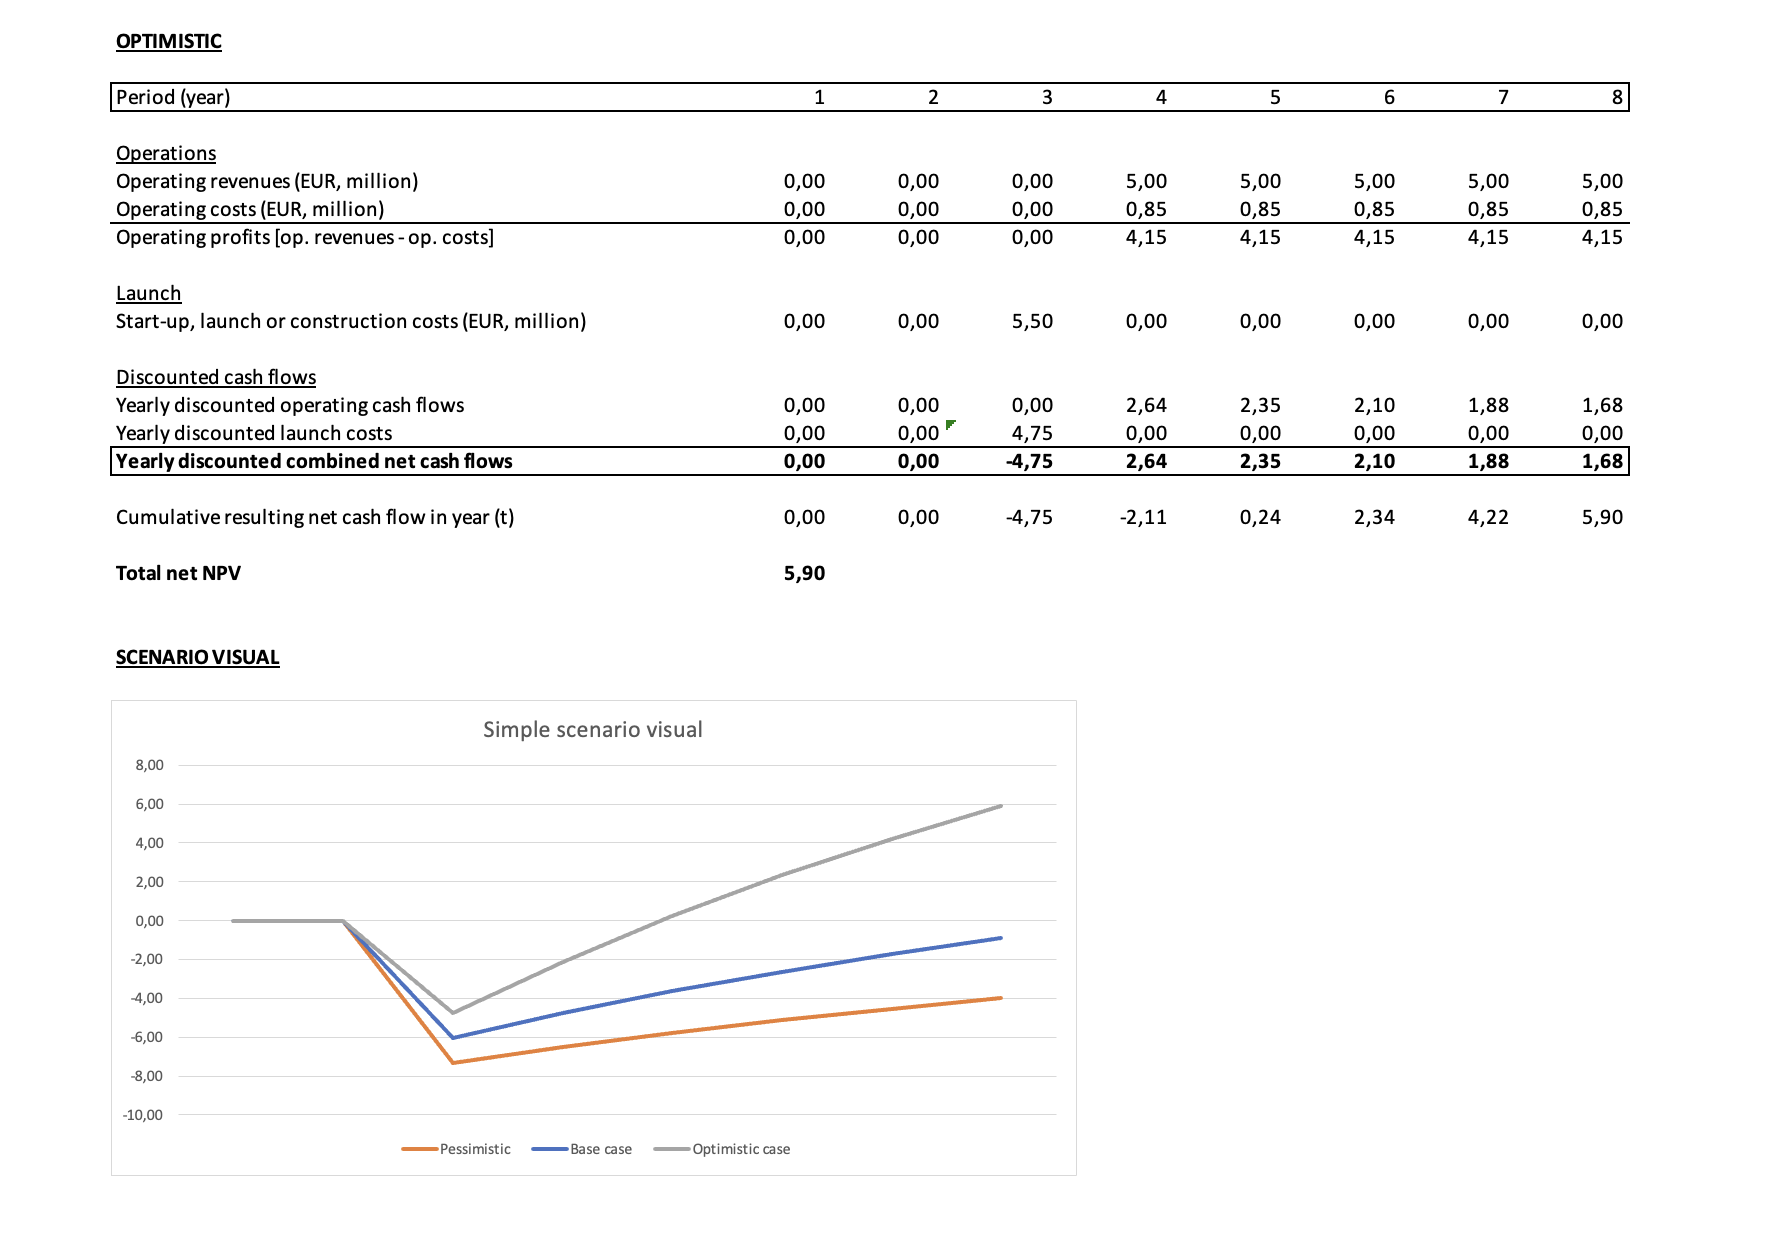 OPTIMISTIC
Period (year) 1 2 3 4 5 6 7 8
Operations
Operating revenues (EUR, million) 0,00 0,00 0,00 5,00 5,00 5,00 5,00 5,00
Operating costs (EUR, million) 0,00 0,00 0,00 0,85 0,85 0,85 0,85 0,85
Operating profits [op. revenues - op. costs] 0,00 0,00 0,00 4,15 4,15 4,15 4,15 4,15
Launch
Start-up, launch or construction costs (EUR, million) 0,00 0,00 5,50 0,00 0,00 0,00 0,00 0,00
Discounted cash flows
Yearly discounted operating cash flows 0,00 0,00 0,00 2,64 2,35 2,10 1,88 1,68
Yearly discounted launch costs 0,00 0,00 4,75 0,00 0,00 0,00 0,00 0,00
Yearly discounted combined net cash flows 0,00 0,00 -4,75 2,64 2,35 2,10 1,88 1,68
Cumulative resulting net cash flow in year (t) 0,00 0,00 -4,75 -2,11 0,24 2,34 4,22 5,90
Total net NPV 5,90
SCENARIO VISUAL
Simple scenario visual
8,00
6,00
4,00
2,00
0,00
-2,00
-4,00
-6,00
-8,00
-10,00
Pessimistic Base case Optimistic case